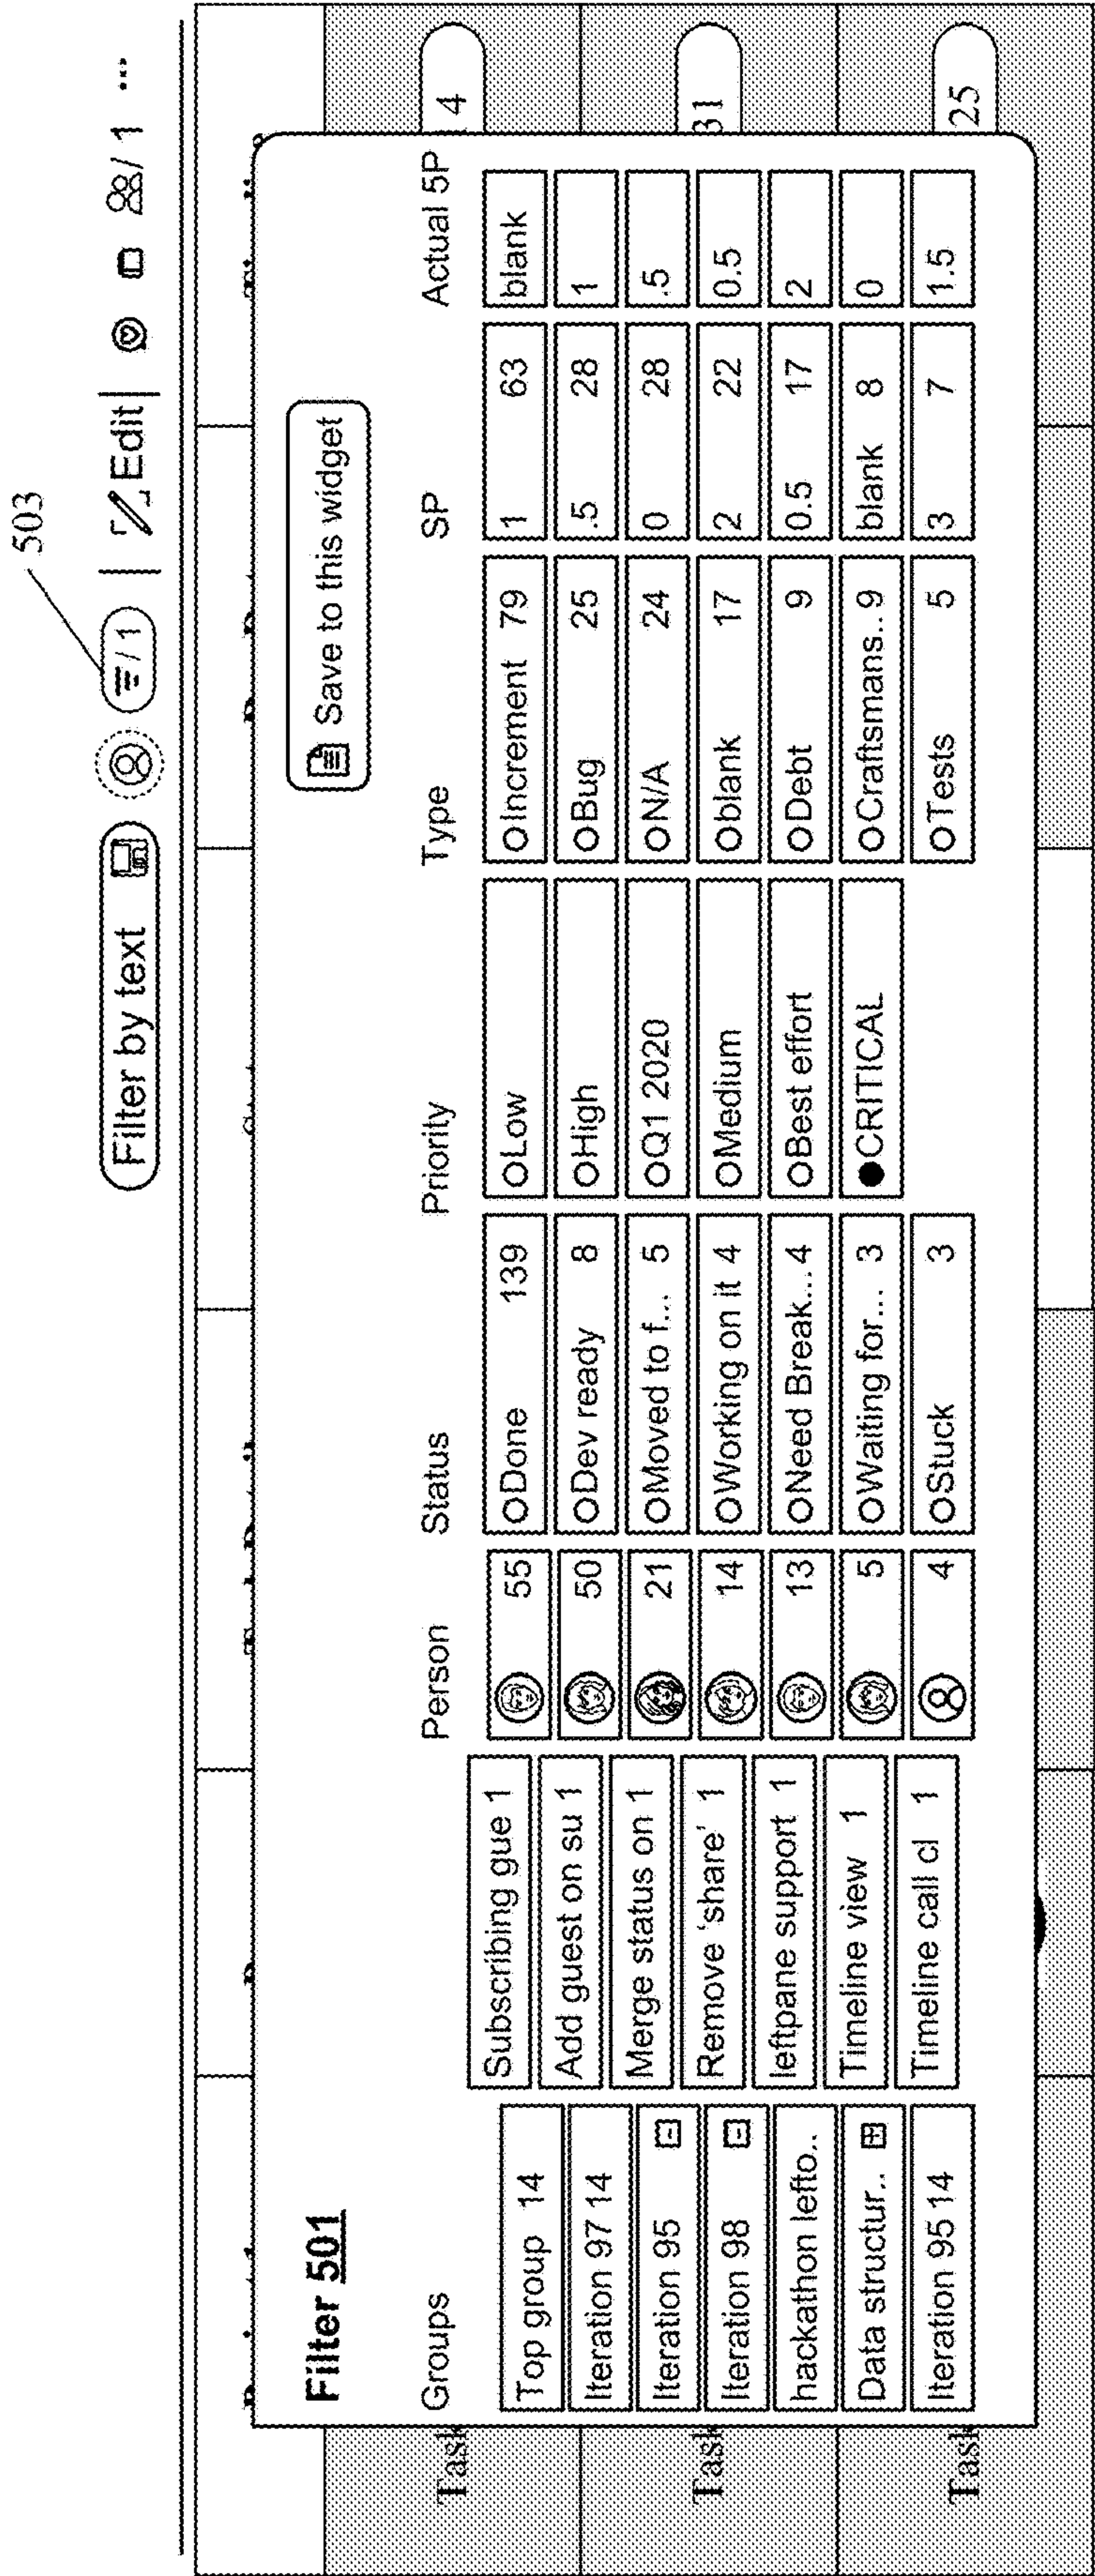 503
Filter by text / 1 | Edit | / 1 ...
Filter 501
Save to this widget
Groups Person Status Priority Type SP Actual 5P
Top group 14 Subscribing gue 1 55 Done 139 Low Increment 79 1 63 blank
Iteration 97 14 Add guest on su 1 50 Dev ready 8 High Bug 25 .5 28 1
Iteration 95 Merge status on 1 21 Moved to f... 5 Q1 2020 N/A 24 0 28 .5
Iteration 98 Remove 'share' 1 14 Working on it 4 Medium blank 17 2 22 0.5
hackathon lefto.. leftpane support 1 13 Need Break... 4 Best effort Debt 9 0.5 17 2
Data structur.. Timeline view 1 5 Waiting for... 3 CRITICAL Craftsmans.. 9 blank 8 0
Iteration 95 14 Timeline call cl 1 4 Stuck 3 Tests 5 3 7 1.5
Task 14
Task 31
Task 25